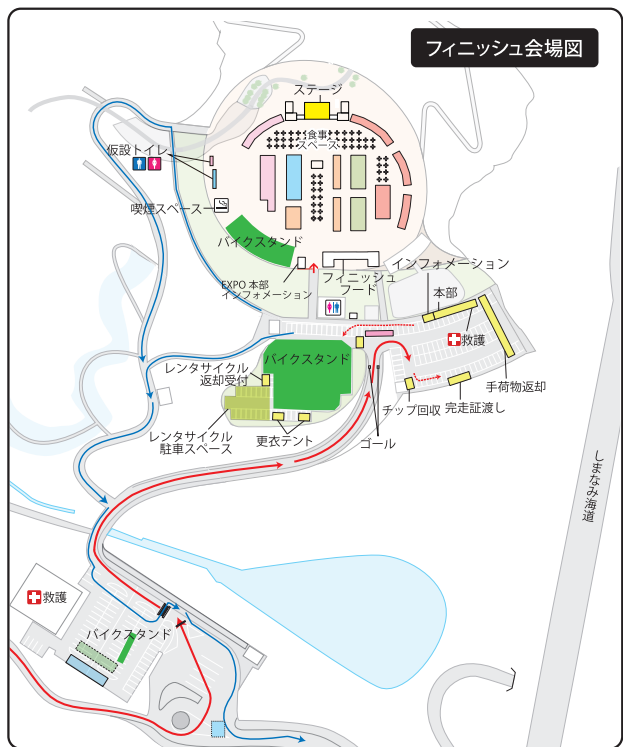 フィニッシュ会場図
ステージ
食事
スペース
仮設トイレ
喫煙スペース
バイクスタンド
EXPO 本部
インフォメーション
フィニッシュ
フード
インフォメーション
本部
救護
手荷物返却
バイクスタンド
レンタサイクル
返却受付
チップ回収
完走証渡し
レンタサイクル
駐車スペース
更衣テント
ゴール
しまなみ海道
救護
バイクスタンド